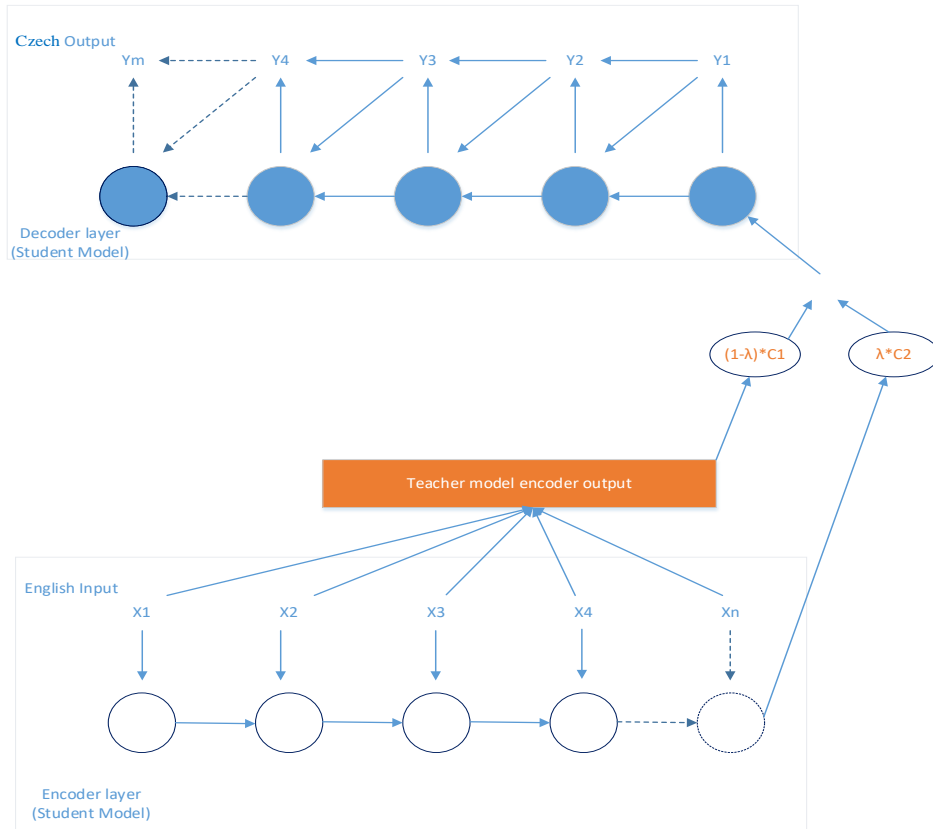 Czech Output
Ym Y4 Y3 Y2 Y1
Decoder layer
(Student Model)
(1-λ)*C1 λ*C2
Teacher model encoder output
English Input
X1 X2 X3 X4 Xn
Encoder layer
(Student Model)